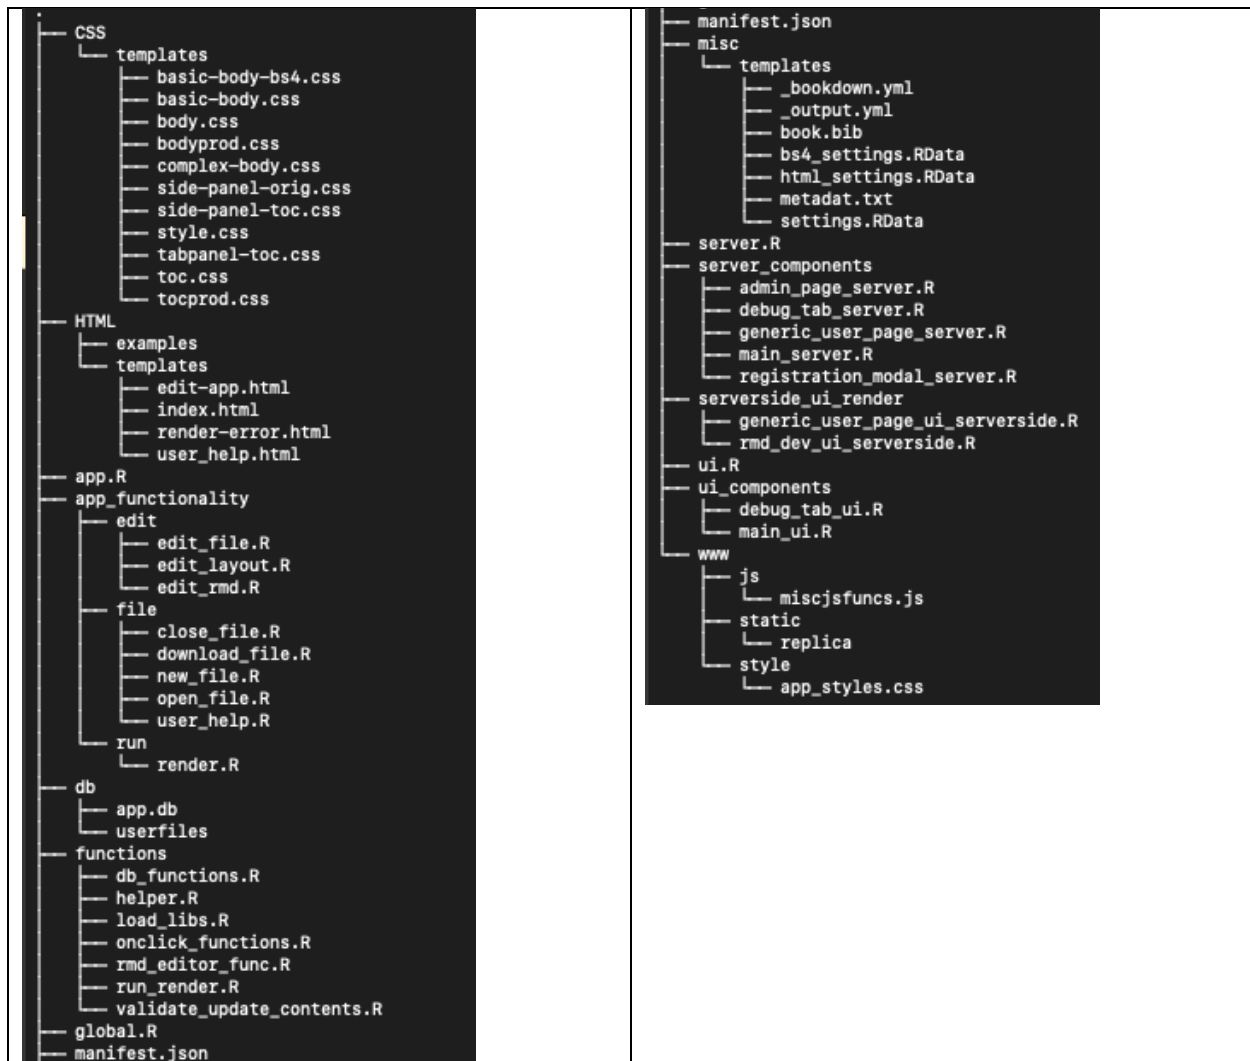 .
├── CSS
│   └── templates
│       ├── basic-body-bs4.css
│       ├── basic-body.css
│       ├── body.css
│       ├── bodyprod.css
│       ├── complex-body.css
│       ├── side-panel-orig.css
│       ├── side-panel-toc.css
│       ├── style.css
│       ├── tabpanel-toc.css
│       ├── toc.css
│       └── tocprod.css
├── HTML
│   ├── examples
│   └── templates
│       ├── edit-app.html
│       ├── index.html
│       ├── render-error.html
│       └── user_help.html
├── app.R
├── app_functionality
│   ├── edit
│   │   ├── edit_file.R
│   │   ├── edit_layout.R
│   │   └── edit_rmd.R
│   ├── file
│   │   ├── close_file.R
│   │   ├── download_file.R
│   │   ├── new_file.R
│   │   ├── open_file.R
│   │   └── user_help.R
│   └── run
│       └── render.R
├── db
│   ├── app.db
│   └── userfiles
├── functions
│   ├── db_functions.R
│   ├── helper.R
│   ├── load_libs.R
│   ├── onclick_functions.R
│   ├── rmd_editor_func.R
│   ├── run_render.R
│   └── validate_update_contents.R
├── global.R
├── manifest.json
├── manifest.json
├── misc
│   └── templates
│       ├── _bookdown.yml
│       ├── _output.yml
│       ├── book.bib
│       ├── bs4_settings.RData
│       ├── html_settings.RData
│       ├── metadat.txt
│       └── settings.RData
├── server.R
├── server_components
│   ├── admin_page_server.R
│   ├── debug_tab_server.R
│   ├── generic_user_page_server.R
│   ├── main_server.R
│   └── registration_modal_server.R
├── serverside_ui_render
│   ├── generic_user_page_ui_serverside.R
│   └── rmd_dev_ui_serverside.R
├── ui.R
├── ui_components
│   ├── debug_tab_ui.R
│   └── main_ui.R
└── www
    ├── js
    │   └── miscjsfuncs.js
    ├── static
    │   └── replica
    └── style
        └── app_styles.css